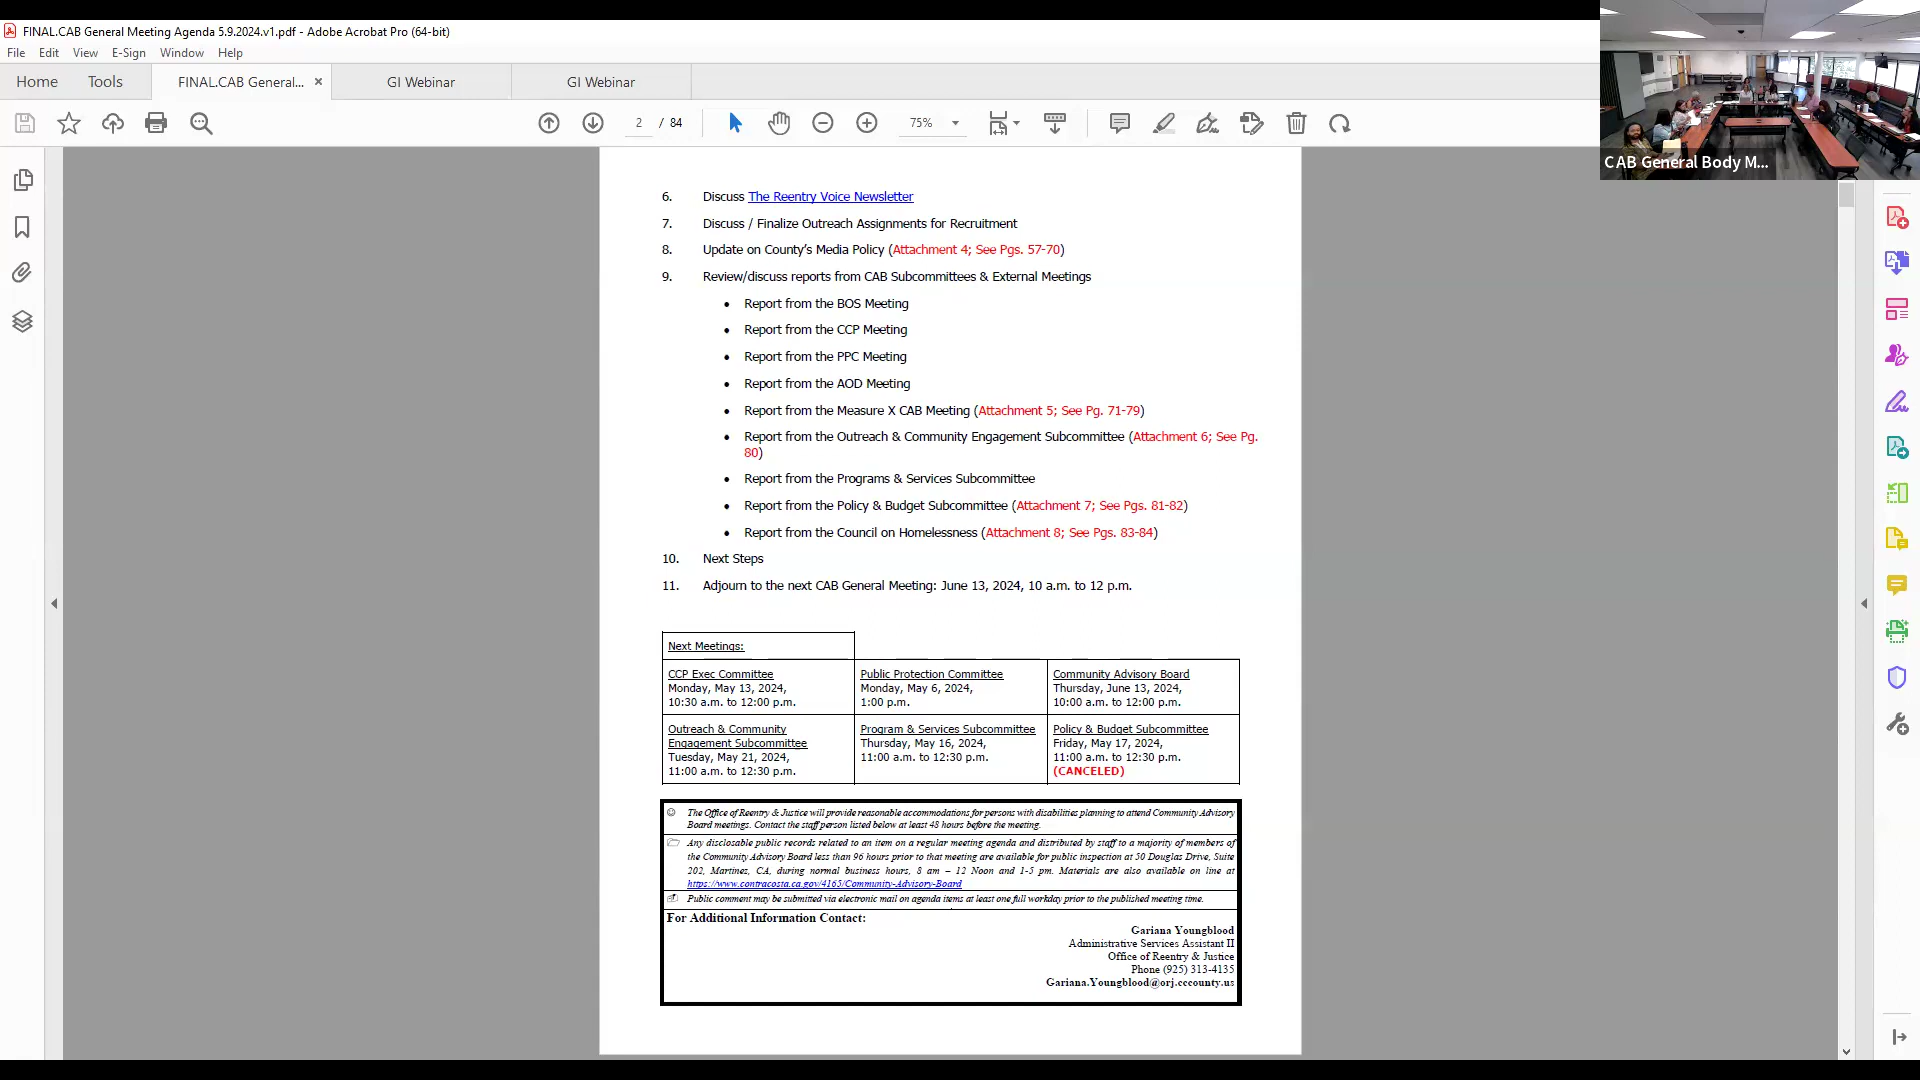 FINAL.CAB General Meeting Agenda 5.9.2024.v1.pdf - Adobe Acrobat Pro (64-bit)
File Edit View E-Sign Window Help
Home Tools FINAL.CAB General... × GI Webinar GI Webinar
2 / 84 75%
CAB General Body M...
6. Discuss The Reentry Voice Newsletter
7. Discuss / Finalize Outreach Assignments for Recruitment
8. Update on County's Media Policy (Attachment 4; See Pgs. 57-70)
9. Review/discuss reports from CAB Subcommittees & External Meetings
• Report from the BOS Meeting
• Report from the CCP Meeting
• Report from the PPC Meeting
• Report from the AOD Meeting
• Report from the Measure X CAB Meeting (Attachment 5; See Pg. 71-79)
• Report from the Outreach & Community Engagement Subcommittee (Attachment 6; See Pg.
80)
• Report from the Programs & Services Subcommittee
• Report from the Policy & Budget Subcommittee (Attachment 7; See Pgs. 81-82)
• Report from the Council on Homelessness (Attachment 8; See Pgs. 83-84)
10. Next Steps
11. Adjourn to the next CAB General Meeting: June 13, 2024, 10 a.m. to 12 p.m.
Next Meetings:
CCP Exec Committee
Monday, May 13, 2024,
10:30 a.m. to 12:00 p.m.
Public Protection Committee
Monday, May 6, 2024,
1:00 p.m.
Community Advisory Board
Thursday, June 13, 2024,
10:00 a.m. to 12:00 p.m.
Outreach & Community
Engagement Subcommittee
Tuesday, May 21, 2024,
11:00 a.m. to 12:30 p.m.
Program & Services Subcommittee
Thursday, May 16, 2024,
11:00 a.m. to 12:30 p.m.
Policy & Budget Subcommittee
Friday, May 17, 2024,
11:00 a.m. to 12:30 p.m.
(CANCELED)
The Office of Reentry & Justice will provide reasonable accommodations for persons with disabilities planning to attend Community Advisory
Board meetings. Contact the staff person listed below at least 48 hours before the meeting.
Any disclosable public records related to an item on a regular meeting agenda and distributed by staff to a majority of members of
the Community Advisory Board less than 96 hours prior to that meeting are available for public inspection at 50 Douglas Drive, Suite
202, Martinez, CA, during normal business hours, 8 am – 12 Noon and 1-5 pm. Materials are also available on line at
https://www.contracosta.ca.gov/4165/Community-Advisory-Board
Public comment may be submitted via electronic mail on agenda items at least one full workday prior to the published meeting time.
For Additional Information Contact:
Gariana Youngblood
Administrative Services Assistant II
Office of Reentry & Justice
Phone (925) 313-4135
Gariana.Youngblood@orj.cccounty.us